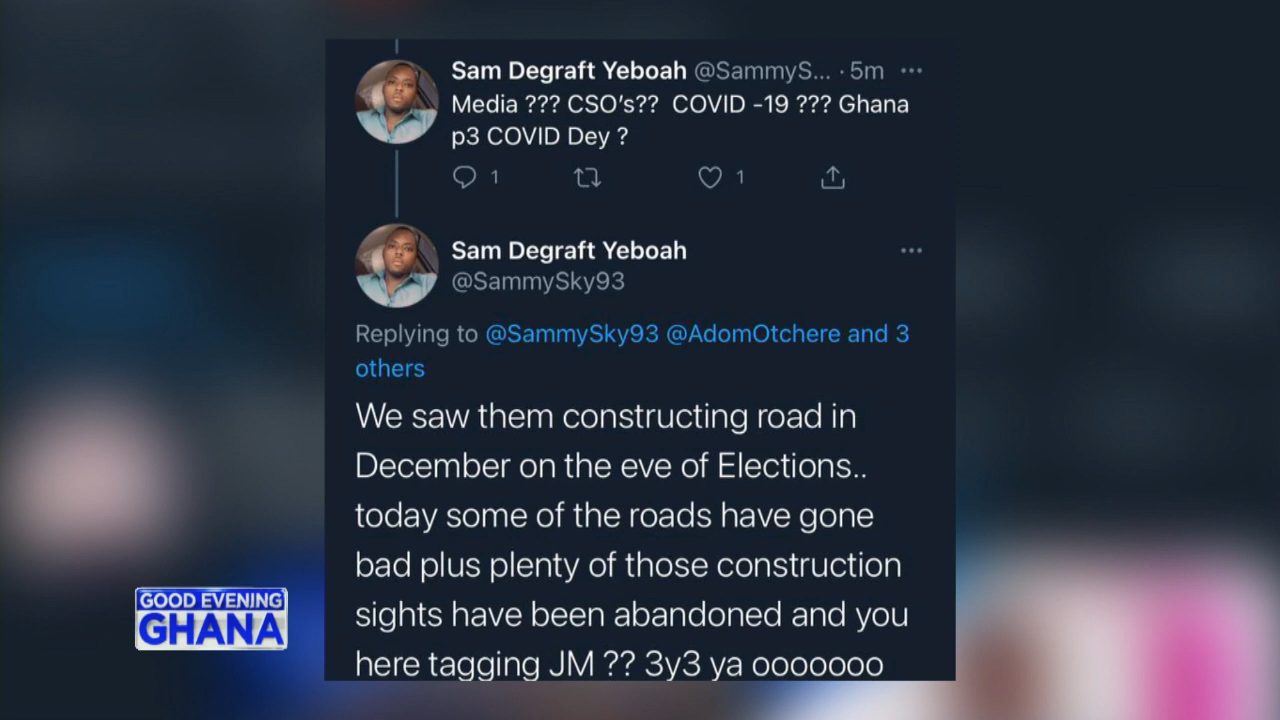 Sam Degraft Yeboah @SammyS... · 5m ...
Media ??? CSO's?? COVID -19 ??? Ghana
p3 COVID Dey ?
1 1
Sam Degraft Yeboah ...
@SammySky93
Replying to @SammySky93 @AdomOtchere and 3
others
We saw them constructing road in
December on the eve of Elections..
today some of the roads have gone
bad plus plenty of those construction
sights have been abandoned and you
here tagging JM ?? 3y3 ya ooooooo
GOOD EVENING
GHANA